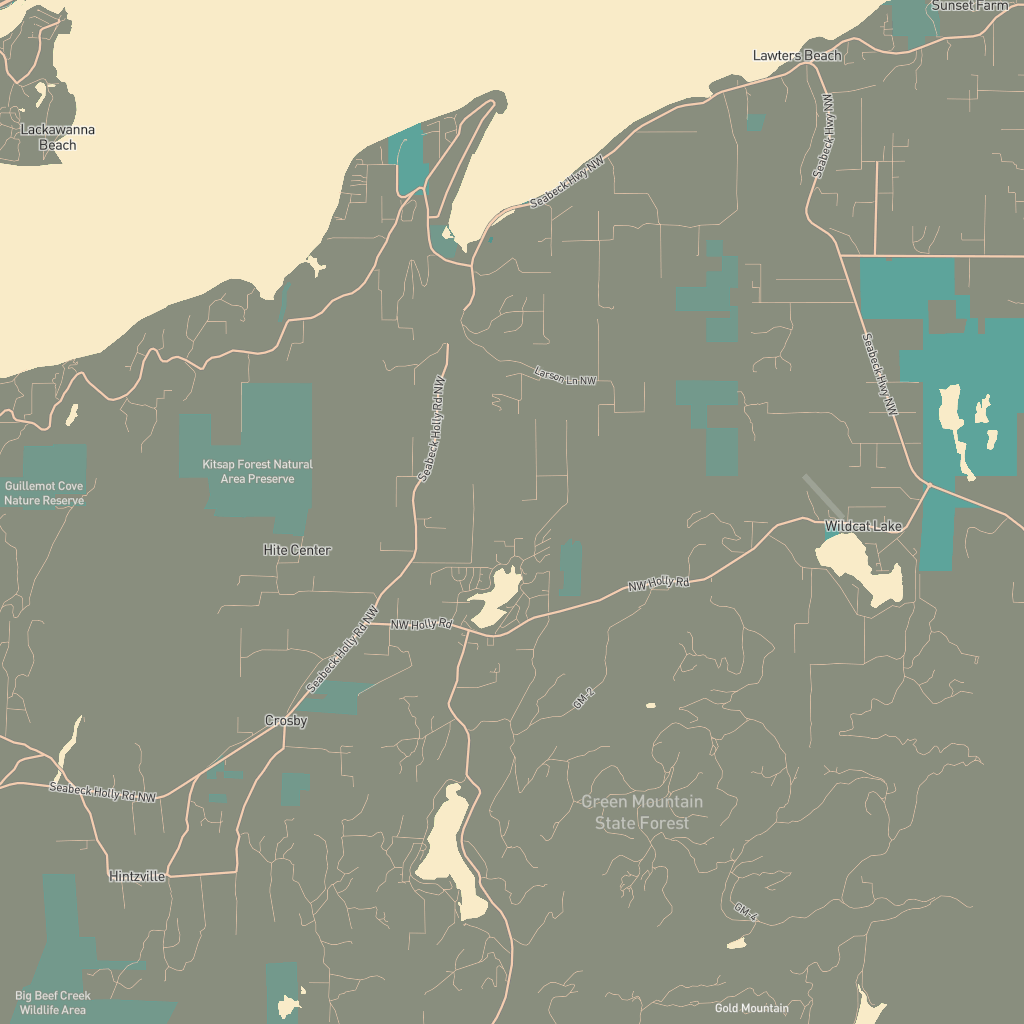 Sunset Farm
Lawters Beach
Lackawanna
Beach
Seabeck Hwy NW
Seabeck Hwy NW
Seabeck Hwy NW
Larson Ln NW
Seabeck Holly Rd NW
Kitsap Forest Natural
Area Preserve
Guillemot Cove
Nature Reserve
Wildcat Lake
Hite Center
NW Holly Rd
NW Holly Rd
Seabeck Holly Rd NW
GM-2
Crosby
Seabeck Holly Rd NW
Green Mountain
State Forest
Hintzville
GM-4
Big Beef Creek
Wildlife Area
Gold Mountain